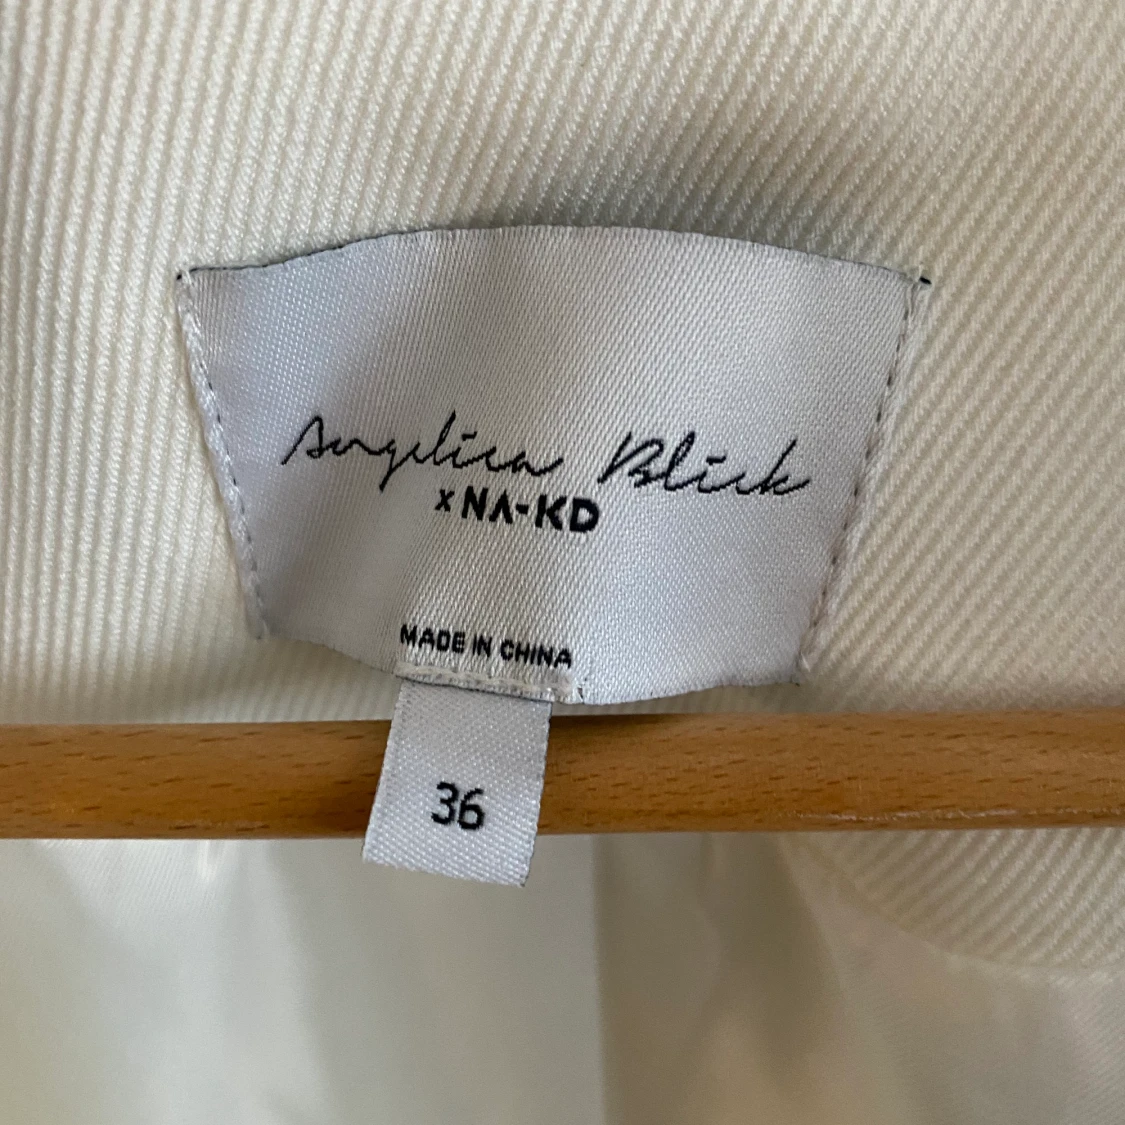 Angelica Blick
x NA-KD
MADE IN CHINA
36